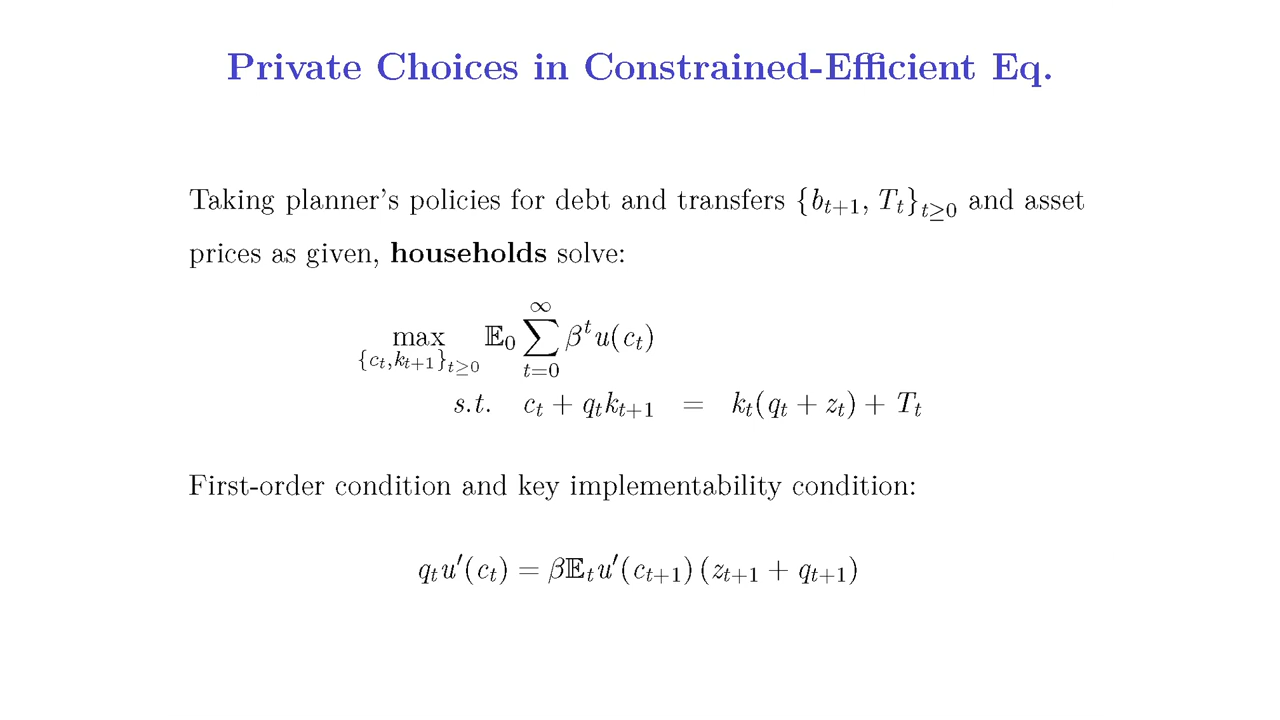 Private Choices in Constrained-Efficient Eq.
Taking planner's policies for debt and transfers {b_{t+1}, T_t}_{t≥0} and asset
prices as given, households solve:
max_{{c_t,k_{t+1}}_{t≥0}} 𝔼_0 ∑_{t=0}^{∞} β^t u(c_t)
s.t. c_t + q_t k_{t+1} = k_t(q_t + z_t) + T_t
First-order condition and key implementability condition:
q_t u′(c_t) = β𝔼_t u′(c_{t+1}) (z_{t+1} + q_{t+1})